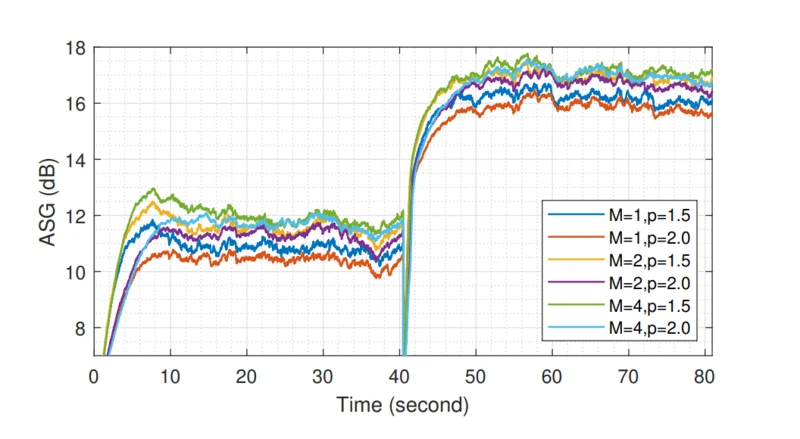 18
16
14
12
10
8
ASG (dB)
M=1,p=1.5
M=1,p=2.0
M=2,p=1.5
M=2,p=2.0
M=4,p=1.5
M=4,p=2.0
0 10 20 30 40 50 60 70 80
Time (second)